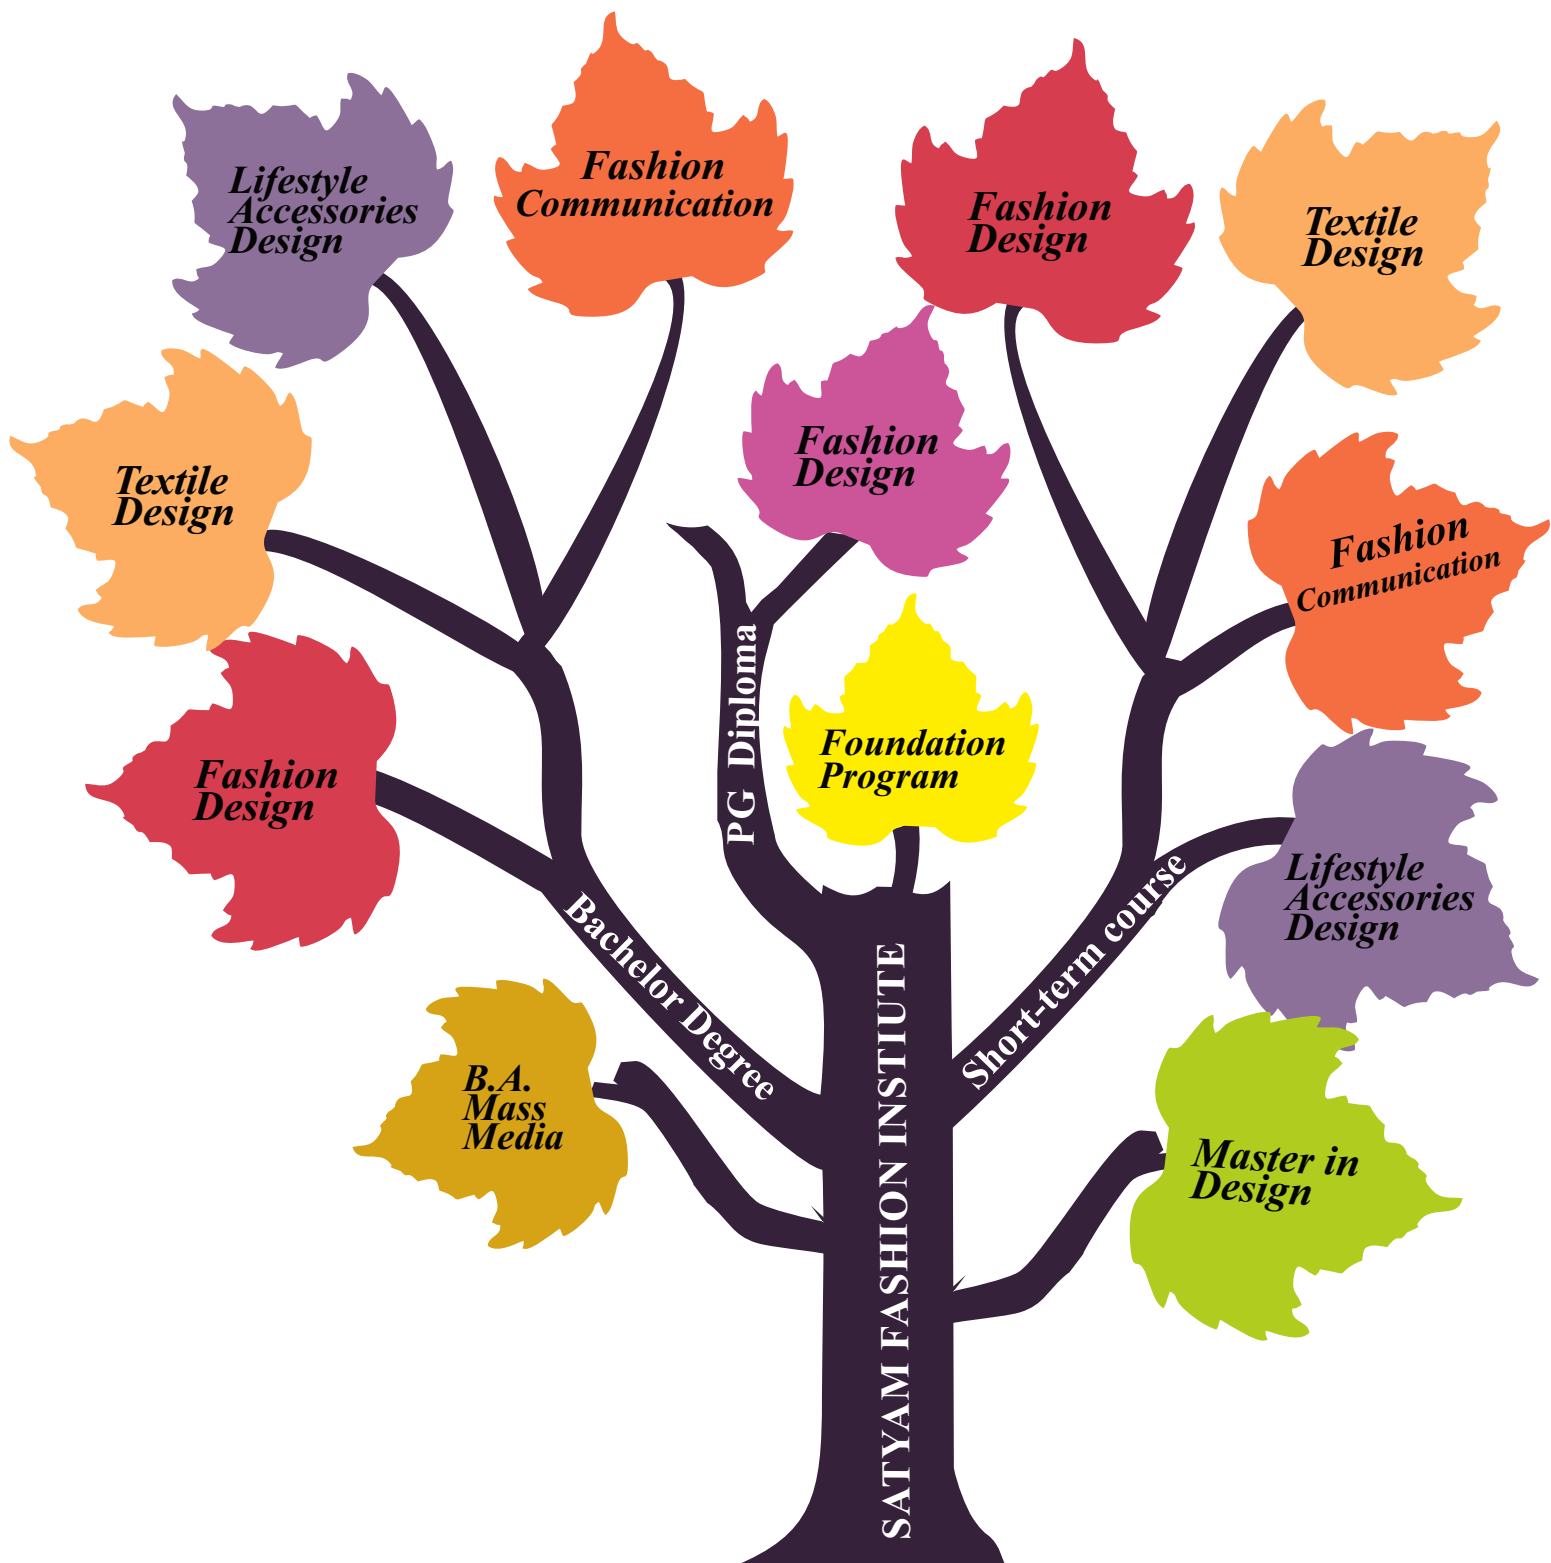 Lifestyle
Accessories
Design
Fashion
Communication
Fashion
Design
Textile
Design
Textile
Design
Fashion
Design
Fashion
Communication
Fashion
Design
PG Diploma
Foundation
Program
Lifestyle
Accessories
Design
Bachelor Degree
Short-term course
B.A.
Mass
Media
Master in
Design
SATYAM FASHION INSTIUTE